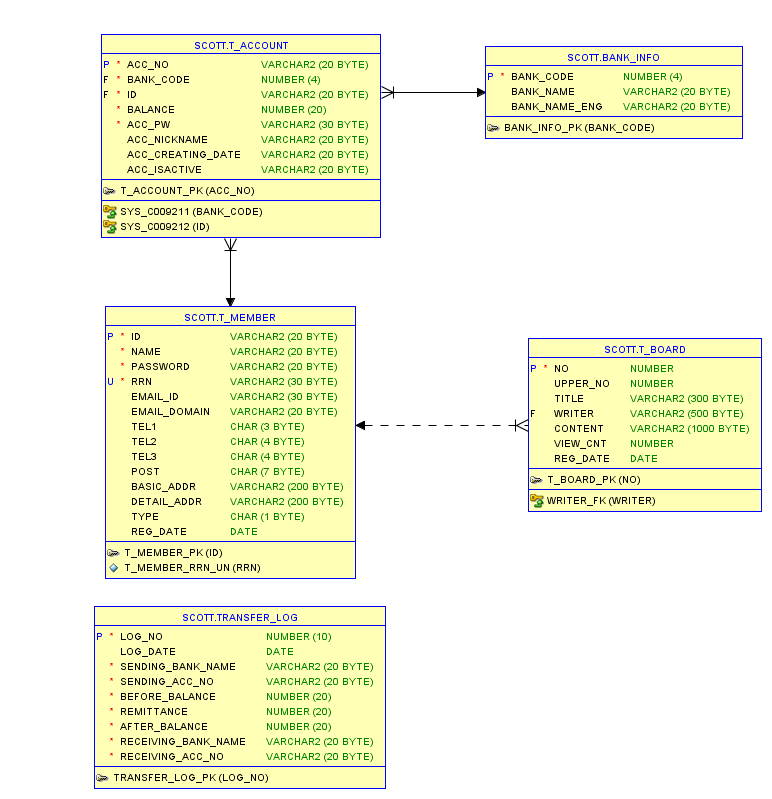 SCOTT.T_ACCOUNT
P * ACC_NO VARCHAR2 (20 BYTE)
F * BANK_CODE NUMBER (4)
F * ID VARCHAR2 (20 BYTE)
* BALANCE NUMBER (20)
* ACC_PW VARCHAR2 (30 BYTE)
ACC_NICKNAME VARCHAR2 (20 BYTE)
ACC_CREATING_DATE VARCHAR2 (20 BYTE)
ACC_ISACTIVE VARCHAR2 (20 BYTE)
T_ACCOUNT_PK (ACC_NO)
SYS_C009211 (BANK_CODE)
SYS_C009212 (ID)
SCOTT.BANK_INFO
P * BANK_CODE NUMBER (4)
BANK_NAME VARCHAR2 (20 BYTE)
BANK_NAME_ENG VARCHAR2 (20 BYTE)
BANK_INFO_PK (BANK_CODE)
SCOTT.T_MEMBER
P * ID VARCHAR2 (20 BYTE)
* NAME VARCHAR2 (20 BYTE)
* PASSWORD VARCHAR2 (20 BYTE)
U * RRN VARCHAR2 (30 BYTE)
EMAIL_ID VARCHAR2 (30 BYTE)
EMAIL_DOMAIN VARCHAR2 (20 BYTE)
TEL1 CHAR (3 BYTE)
TEL2 CHAR (4 BYTE)
TEL3 CHAR (4 BYTE)
POST CHAR (7 BYTE)
BASIC_ADDR VARCHAR2 (200 BYTE)
DETAIL_ADDR VARCHAR2 (200 BYTE)
TYPE CHAR (1 BYTE)
REG_DATE DATE
T_MEMBER_PK (ID)
T_MEMBER_RRN_UN (RRN)
SCOTT.T_BOARD
P * NO NUMBER
UPPER_NO NUMBER
TITLE VARCHAR2 (300 BYTE)
F WRITER VARCHAR2 (500 BYTE)
CONTENT VARCHAR2 (1000 BYTE)
VIEW_CNT NUMBER
REG_DATE DATE
T_BOARD_PK (NO)
WRITER_FK (WRITER)
SCOTT.TRANSFER_LOG
P * LOG_NO NUMBER (10)
LOG_DATE DATE
* SENDING_BANK_NAME VARCHAR2 (20 BYTE)
* SENDING_ACC_NO VARCHAR2 (20 BYTE)
* BEFORE_BALANCE NUMBER (20)
* REMITTANCE NUMBER (20)
* AFTER_BALANCE NUMBER (20)
* RECEIVING_BANK_NAME VARCHAR2 (20 BYTE)
* RECEIVING_ACC_NO VARCHAR2 (20 BYTE)
TRANSFER_LOG_PK (LOG_NO)